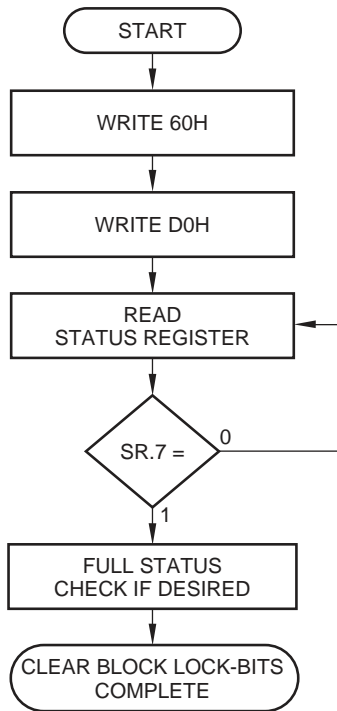 START
WRITE 60H
WRITE D0H
READ
STATUS REGISTER
SR.7 =
0
1
FULL STATUS
CHECK IF DESIRED
CLEAR BLOCK LOCK-BITS
COMPLETE